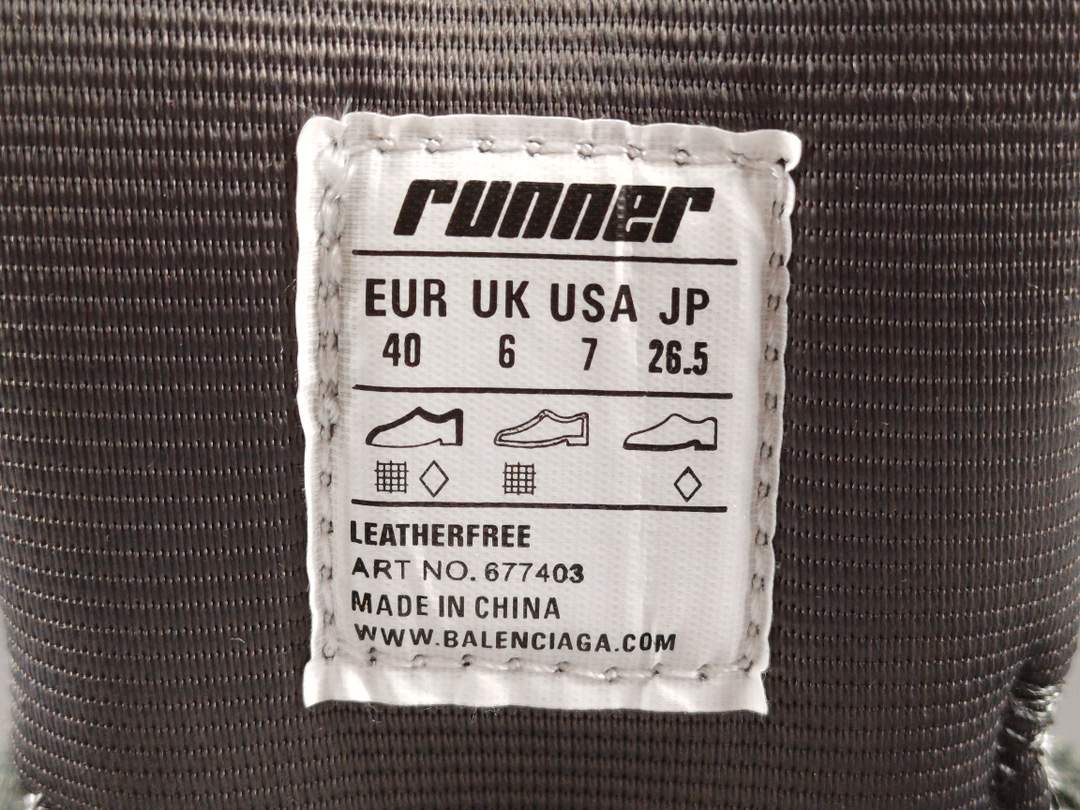 runner
EUR UK USA JP
40 6 7 26.5
LEATHERFREE
ART NO. 677403
MADE IN CHINA
WWW.BALENCIAGA.COM